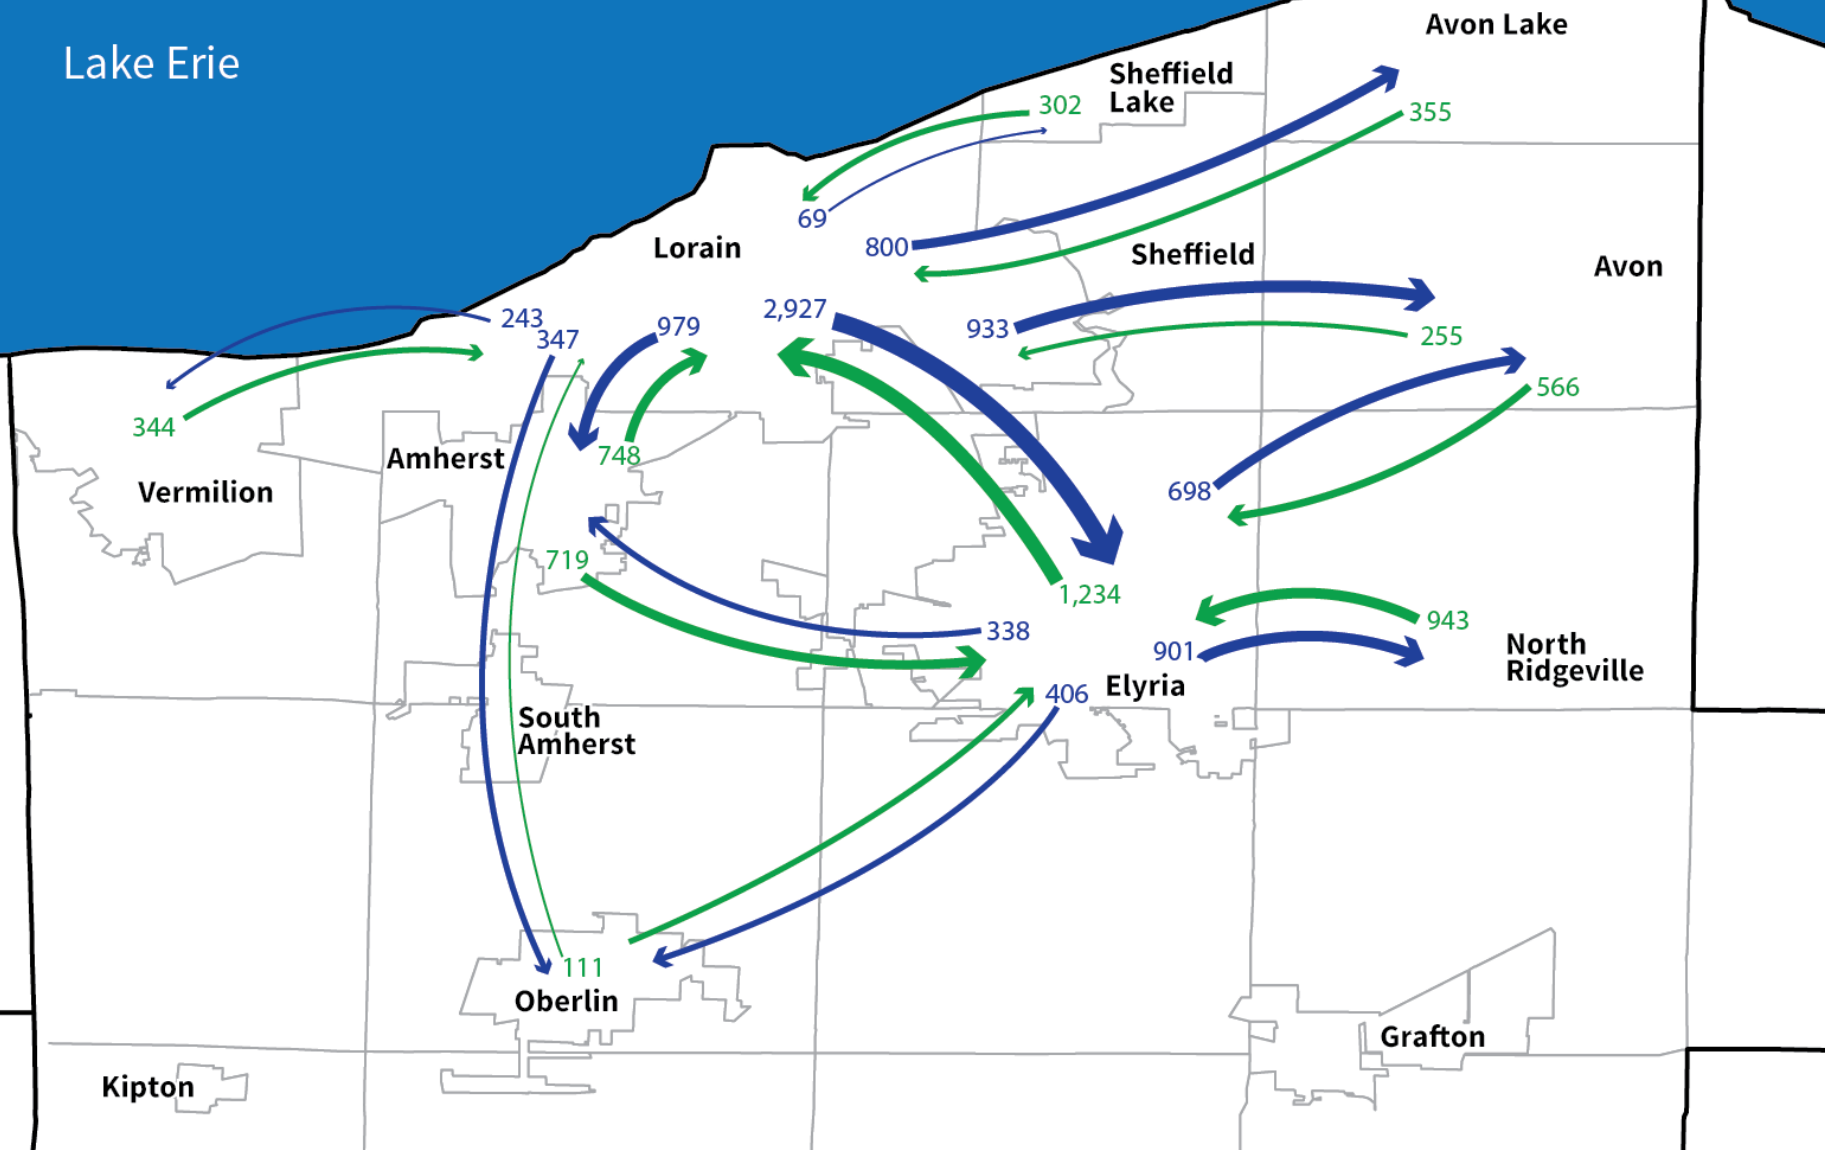 Avon Lake
Lake Erie
Sheffield
Lake
302
355
69
Lorain
800
Sheffield
Avon
243
347
979
2,927
933
255
566
344
748
Amherst
Vermilion
698
719
1,234
338
943
901
North
Ridgeville
406
Elyria
South
Amherst
111
Oberlin
Grafton
Kipton